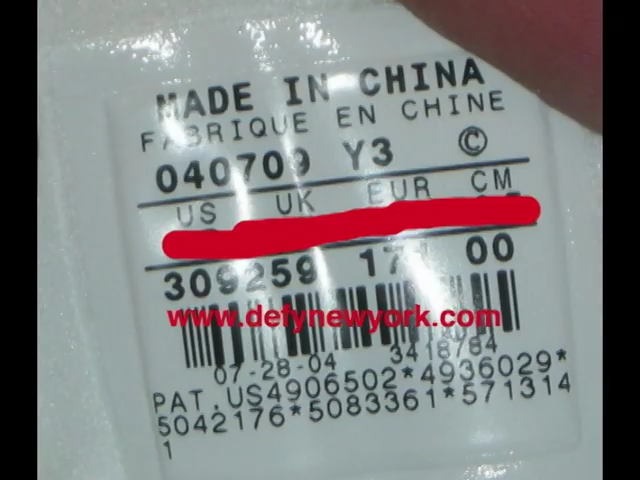 MADE IN CHINA
FABRIQUE EN CHINE
040709 Y3 ©
US UK EUR CM
309259 00
www.defynewyork.com
07-28-04 3418784
PAT.US4906502*4936029*
5042176*5083361*571314
1